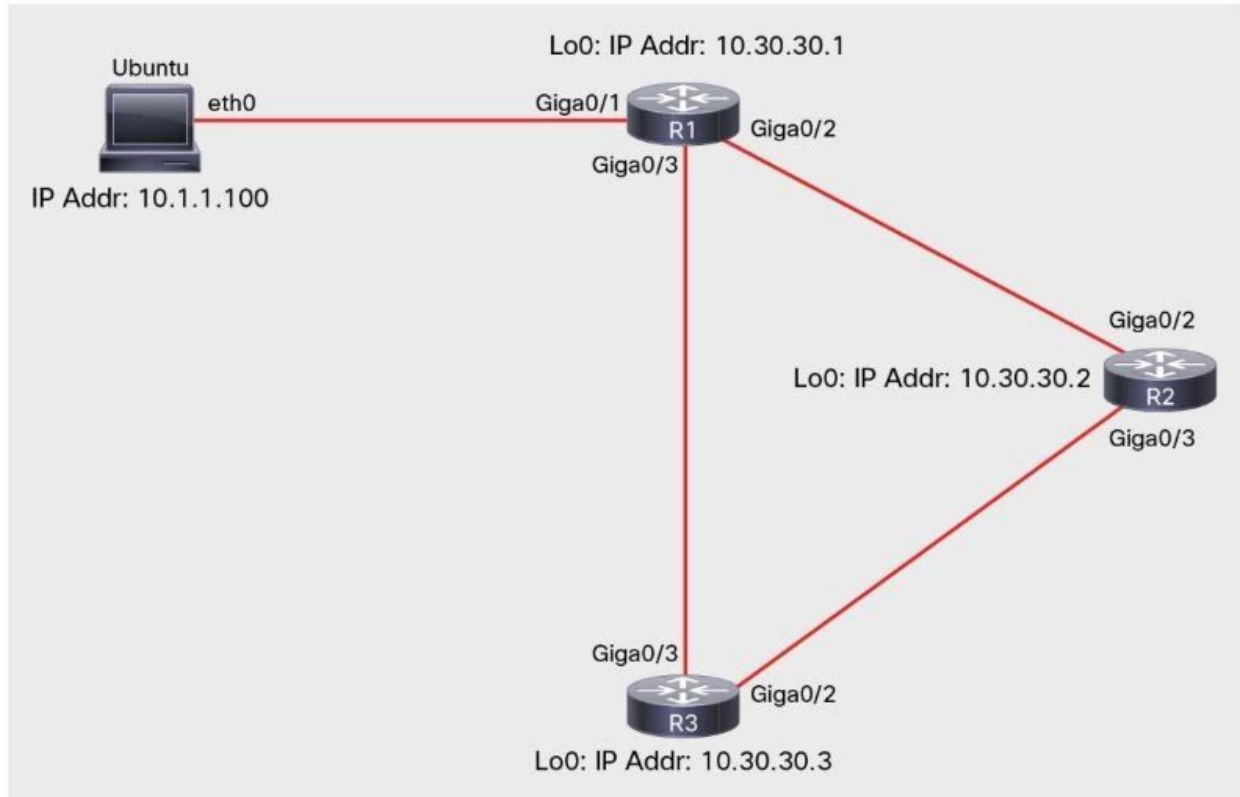 Lo0: IP Addr: 10.30.30.1
Ubuntu
eth0
Giga0/1
R1
Giga0/2
Giga0/3
IP Addr: 10.1.1.100
Giga0/2
Lo0: IP Addr: 10.30.30.2
R2
Giga0/3
Giga0/3
Giga0/2
R3
Lo0: IP Addr: 10.30.30.3